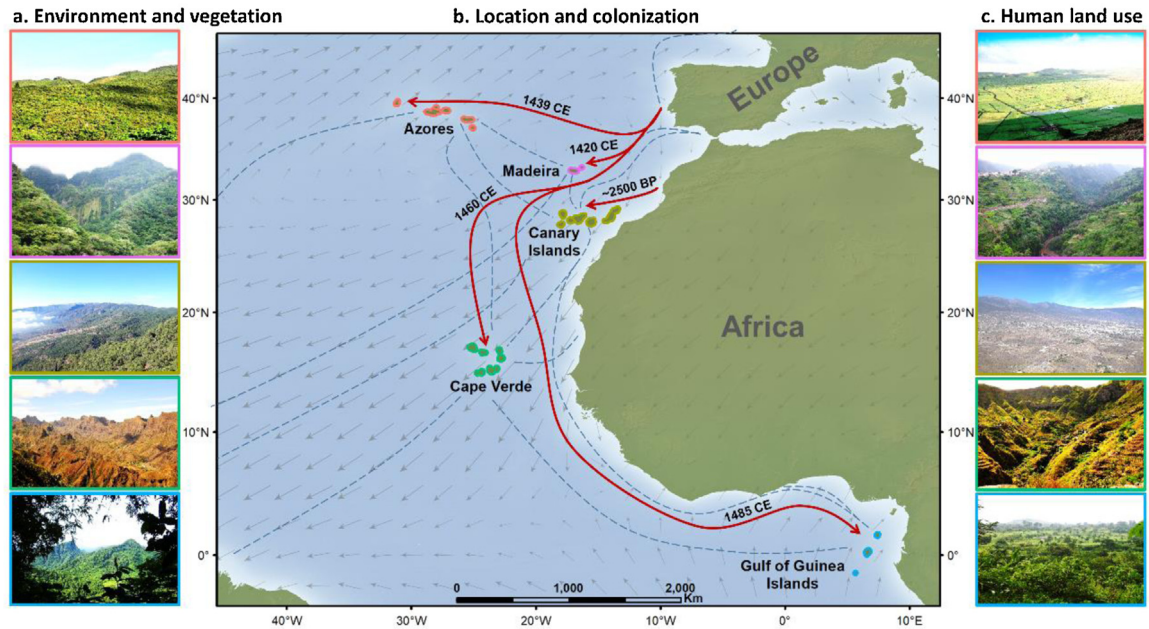 a. Environment and vegetation
b. Location and colonization
c. Human land use
40°N
30°N
20°N
10°N
0°
Europe
Africa
1439 CE
Azores
1420 CE
Madeira
~2500 BP
1460 CE
Canary
Islands
Cape Verde
1485 CE
Gulf of Guinea
Islands
0
1,000
2,000
Km
40°N
30°N
20°N
10°N
0°
40°W
30°W
20°W
10°W
0°
10°E